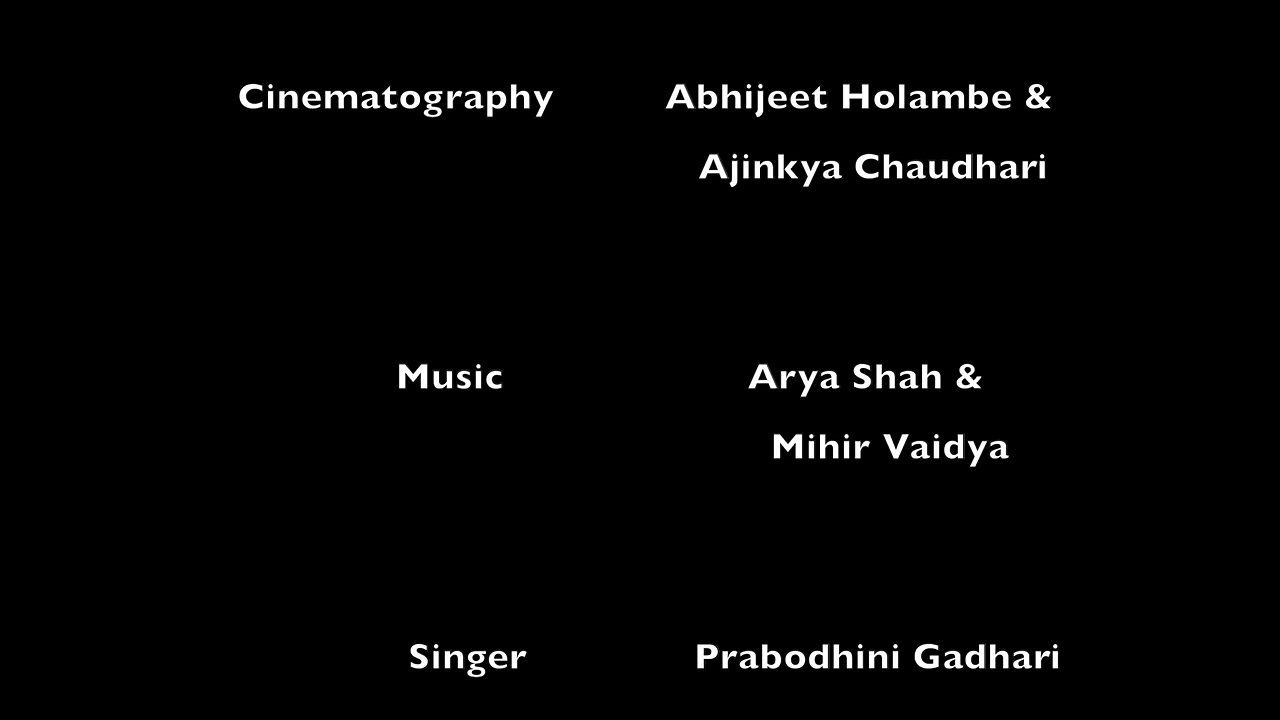 Cinematography Abhijeet Holambe &
Ajinkya Chaudhari
Music Arya Shah &
Mihir Vaidya
Singer Prabodhini Gadhari